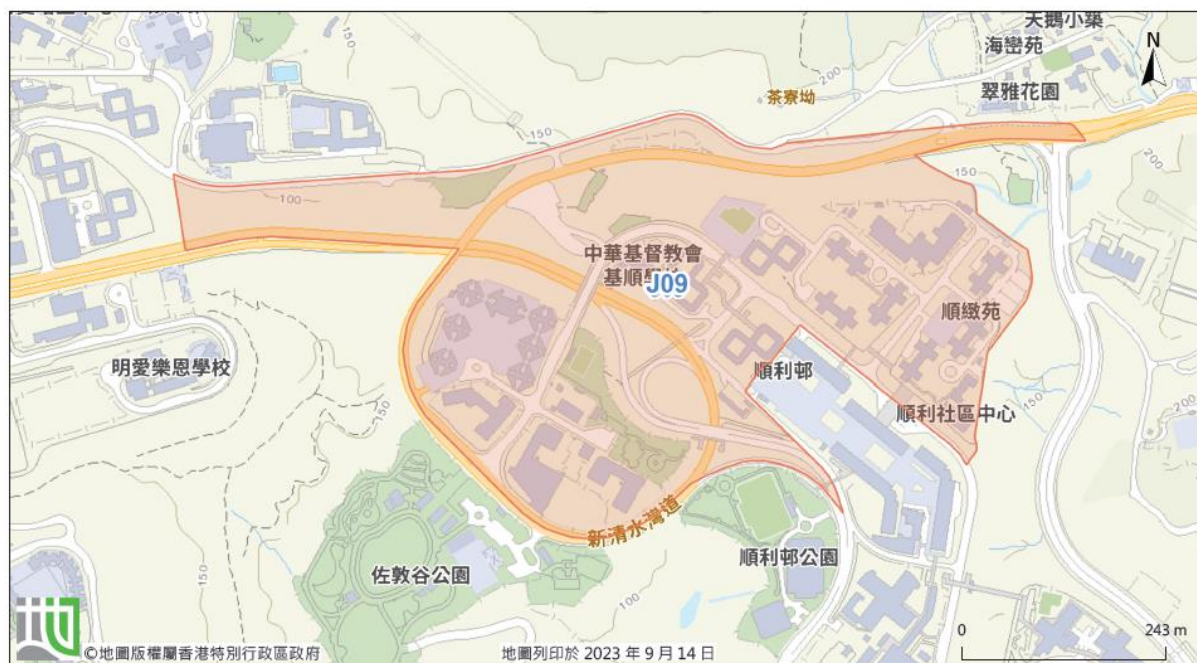 天鵝小築
海巒苑
N
翠雅花園
茶寮坳
200
150
150
200
150
100
中華基督教會
基順學校
J09
順緻苑
明愛樂恩學校
順利邨
順利社區中心
150
200
150
150
新清水灣道
佐敦谷公園
順利邨公園
100
0
243 m
©地圖版權屬香港特別行政區政府
地圖列印於 2023 年 9 月 14 日